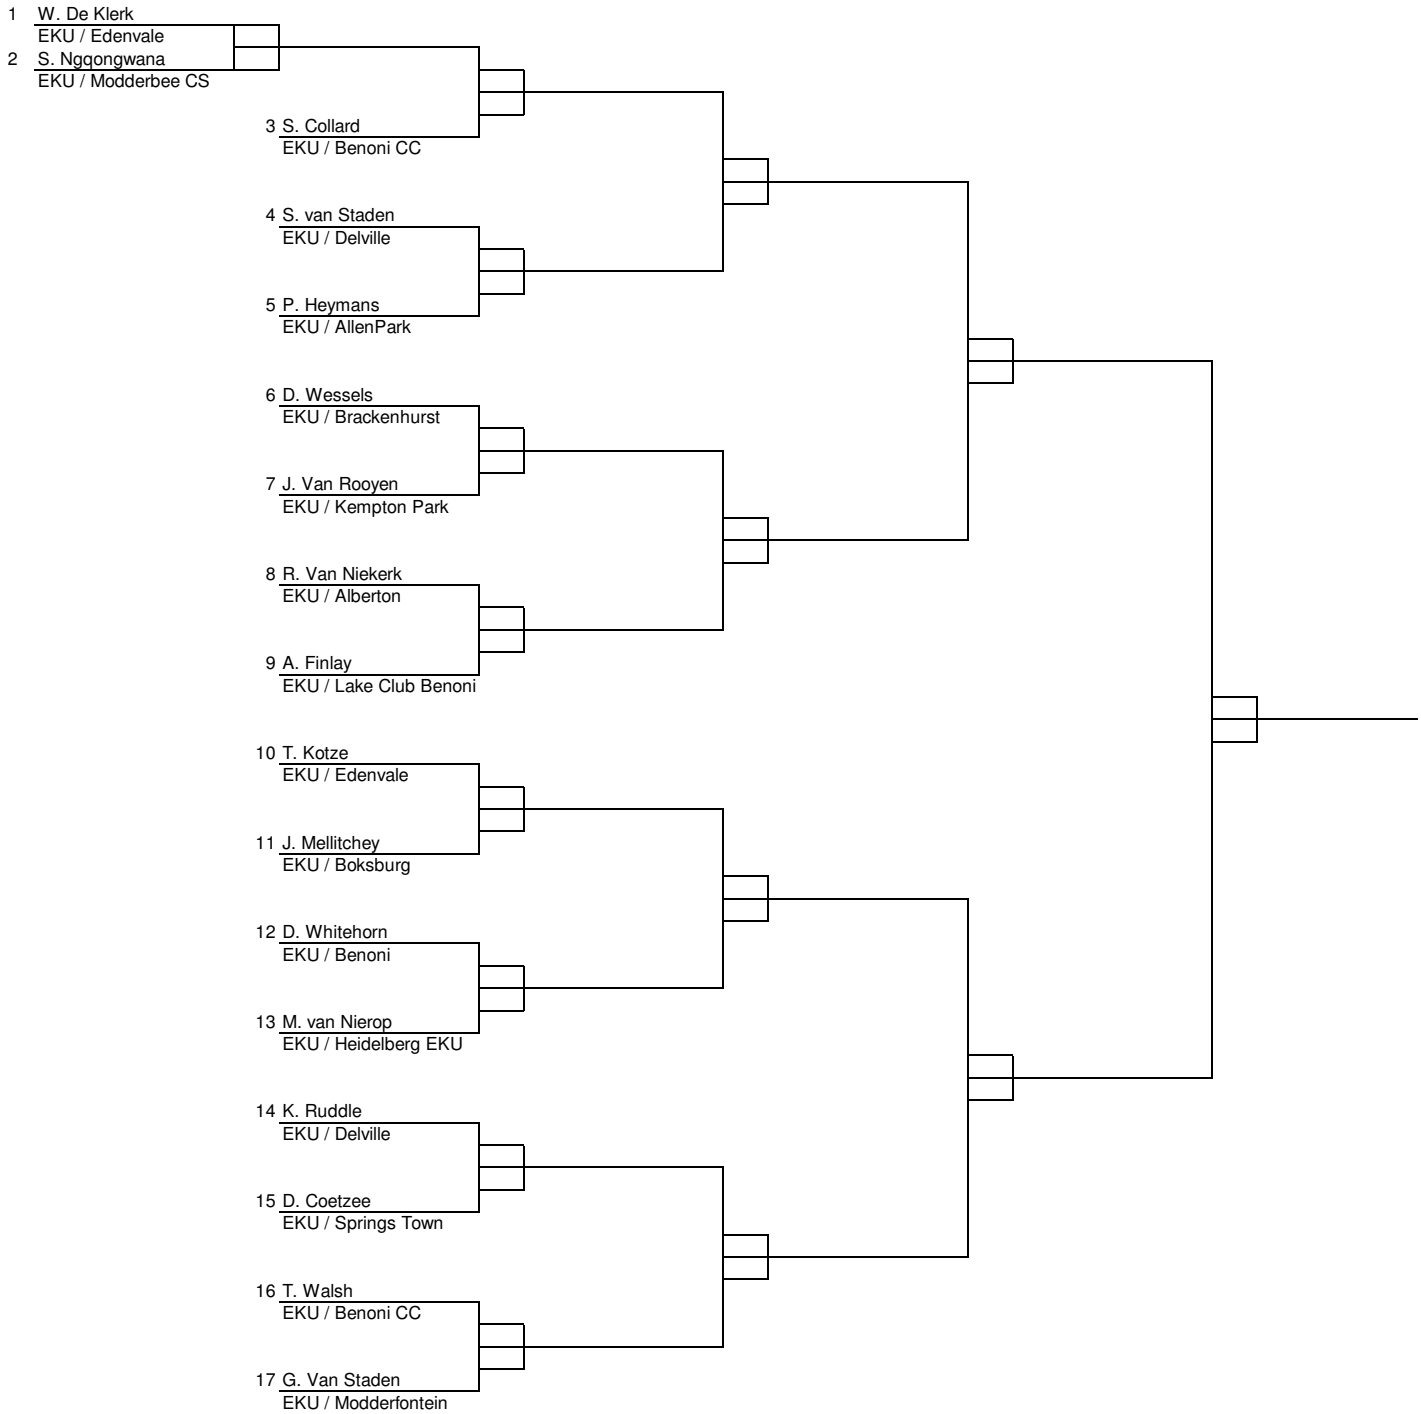 1 W. De Klerk
EKU / Edenvale
2 S. Ngqongwana
EKU / Modderbee CS
3 S. Collard
EKU / Benoni CC
4 S. van Staden
EKU / Delville
5 P. Heymans
EKU / AllenPark
6 D. Wessels
EKU / Brackenhurst
7 J. Van Rooyen
EKU / Kempton Park
8 R. Van Niekerk
EKU / Alberton
9 A. Finlay
EKU / Lake Club Benoni
10 T. Kotze
EKU / Edenvale
11 J. Mellitchey
EKU / Boksburg
12 D. Whitehorn
EKU / Benoni
13 M. van Nierop
EKU / Heidelberg EKU
14 K. Ruddle
EKU / Delville
15 D. Coetzee
EKU / Springs Town
16 T. Walsh
EKU / Benoni CC
17 G. Van Staden
EKU / Modderfontein